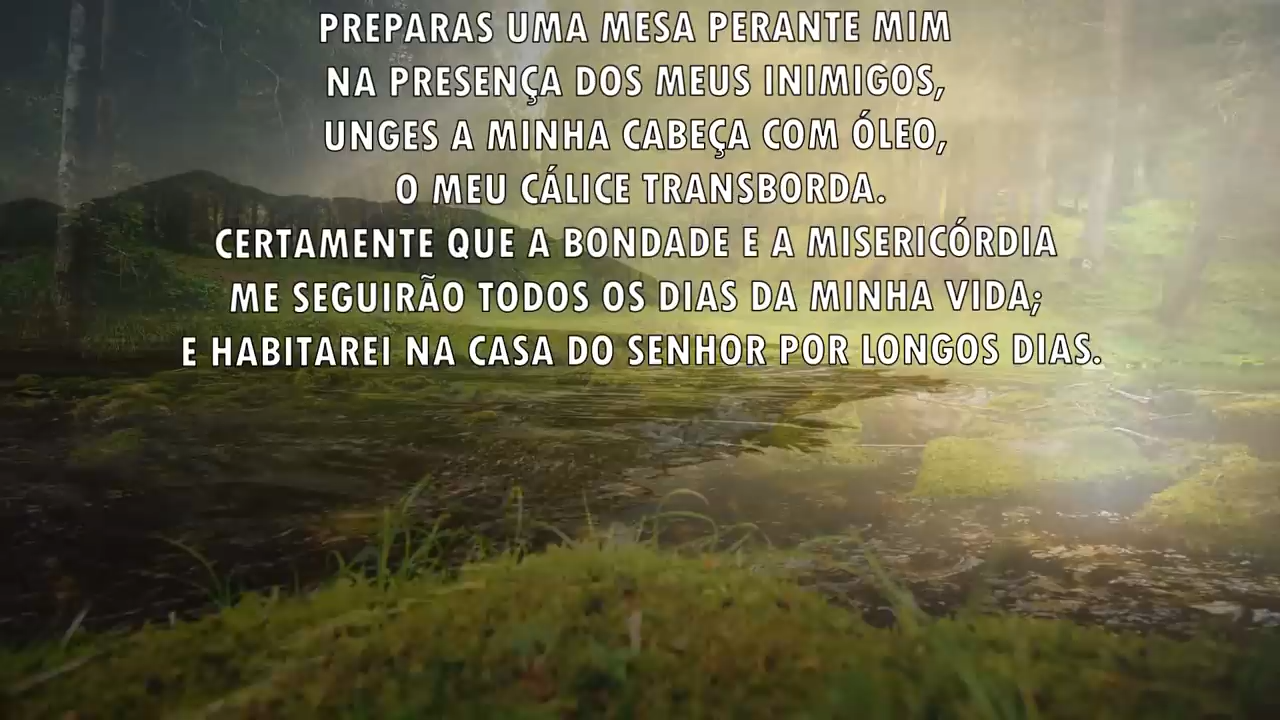 PREPARAS UMA MESA PERANTE MIM
NA PRESENÇA DOS MEUS INIMIGOS,
UNGES A MINHA CABEÇA COM ÓLEO,
O MEU CÁLICE TRANSBORDA.
CERTAMENTE QUE A BONDADE E A MISERICÓRDIA
ME SEGUIRÃO TODOS OS DIAS DA MINHA VIDA;
E HABITAREI NA CASA DO SENHOR POR LONGOS DIAS.